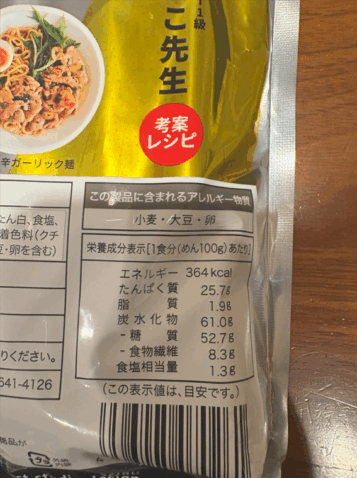 1級
こ先生
考案
レシピ
辛ガーリック麺
この製品に含まれるアレルギー物質
小麦・大豆・卵
たん白、食塩、
着色料(クチ
豆・卵を含む)
栄養成分表示[1食分(めん100g)あたり]
エネルギー 364kcal
たんぱく質 25.7g
脂質 1.9g
炭水化物 61.0g
-糖質 52.7g
-食物繊維 8.3g
食塩相当量 1.3g
(この表示値は、目安です。)
りください。
641-4126